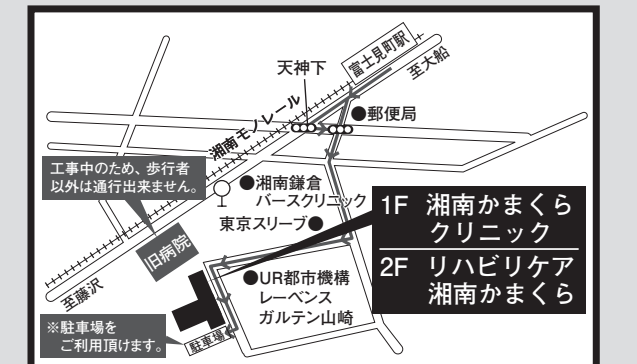 富士見町駅
至大船
天神下
●郵便局
湘南モノレール
工事中のため、歩行者
以外は通行出来ません。
●湘南鎌倉
バースクリニック
東京スリーブ●
1F 湘南かまくら
クリニック
2F リハビリケア
湘南かまくら
旧病院
●UR都市機構
レーベンス
ガルテン山崎
至藤沢
※駐車場を
ご利用頂けます。
駐車場